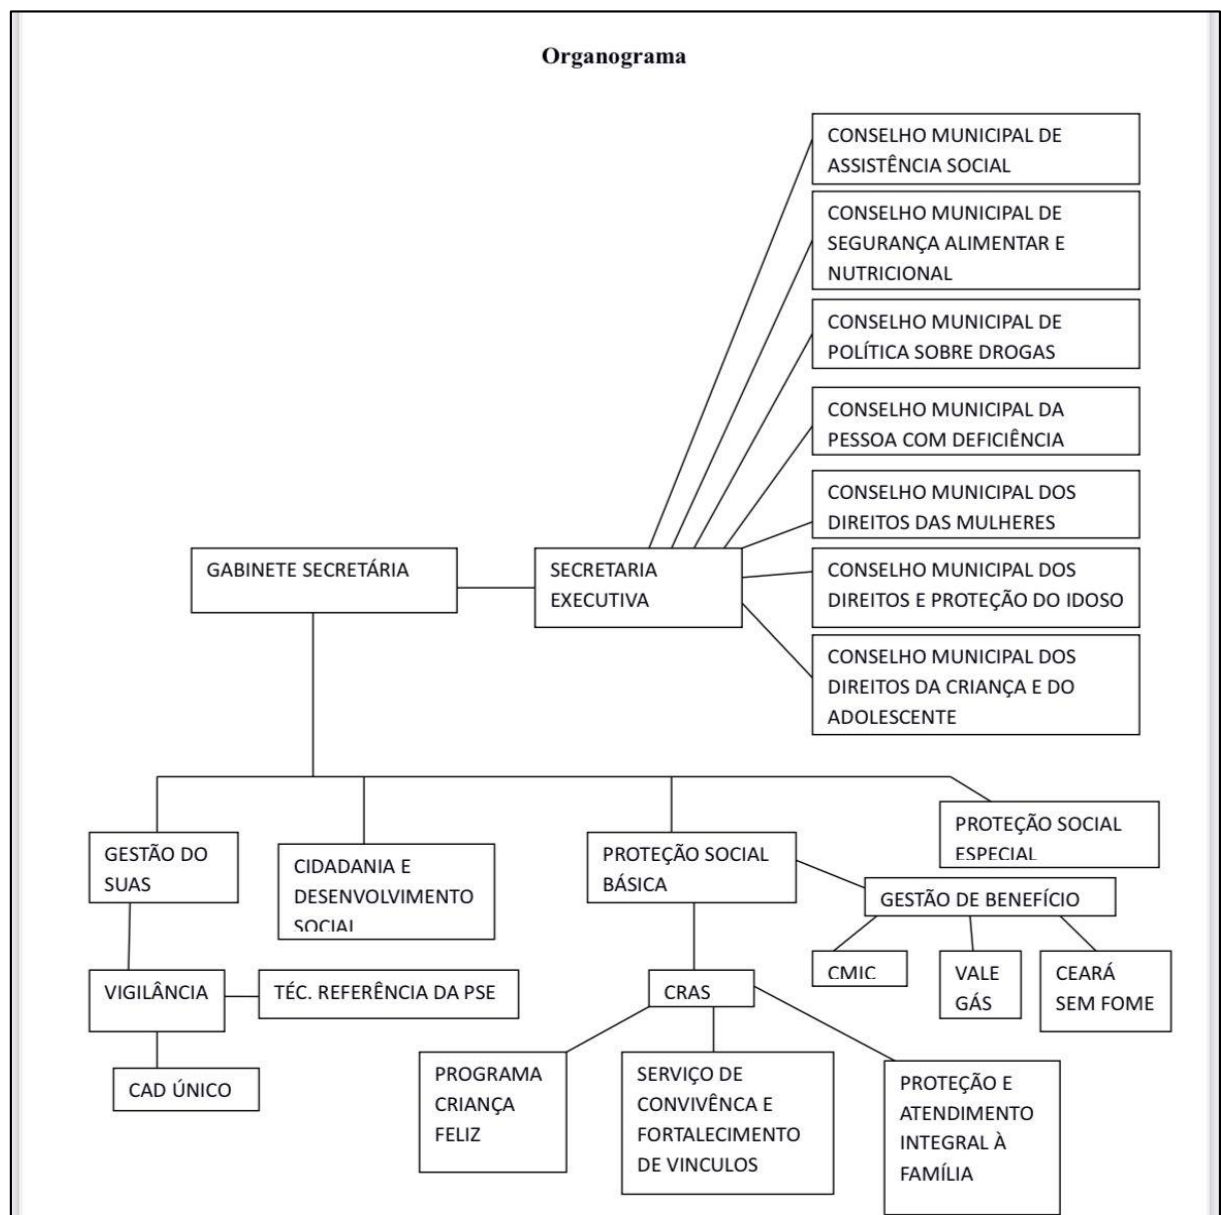 Organograma
CONSELHO MUNICIPAL DE
ASSISTÊNCIA SOCIAL
CONSELHO MUNICIPAL DE
SEGURANÇA ALIMENTAR E
NUTRICIONAL
CONSELHO MUNICIPAL DE
POLÍTICA SOBRE DROGAS
CONSELHO MUNICIPAL DA
PESSOA COM DEFICIÊNCIA
CONSELHO MUNICIPAL DOS
DIREITOS DAS MULHERES
GABINETE SECRETÁRIA
SECRETARIA
EXECUTIVA
CONSELHO MUNICIPAL DOS
DIREITOS E PROTEÇÃO DO IDOSO
CONSELHO MUNICIPAL DOS
DIREITOS DA CRIANÇA E DO
ADOLESCENTE
GESTÃO DO
SUAS
CIDADANIA E
DESENVOLVIMENTO
SOCIAL
PROTEÇÃO SOCIAL
BÁSICA
PROTEÇÃO SOCIAL
ESPECIAL
GESTÃO DE BENEFÍCIO
CMIC
VALE
GÁS
CEARÁ
SEM FOME
VIGILÂNCIA
TÉC. REFERÊNCIA DA PSE
CRAS
CAD ÚNICO
PROGRAMA
CRIANÇA
FELIZ
SERVIÇO DE
CONVIVÊNCA E
FORTALECIMENTO
DE VINCULOS
PROTEÇÃO E
ATENDIMENTO
INTEGRAL À
FAMÍLIA